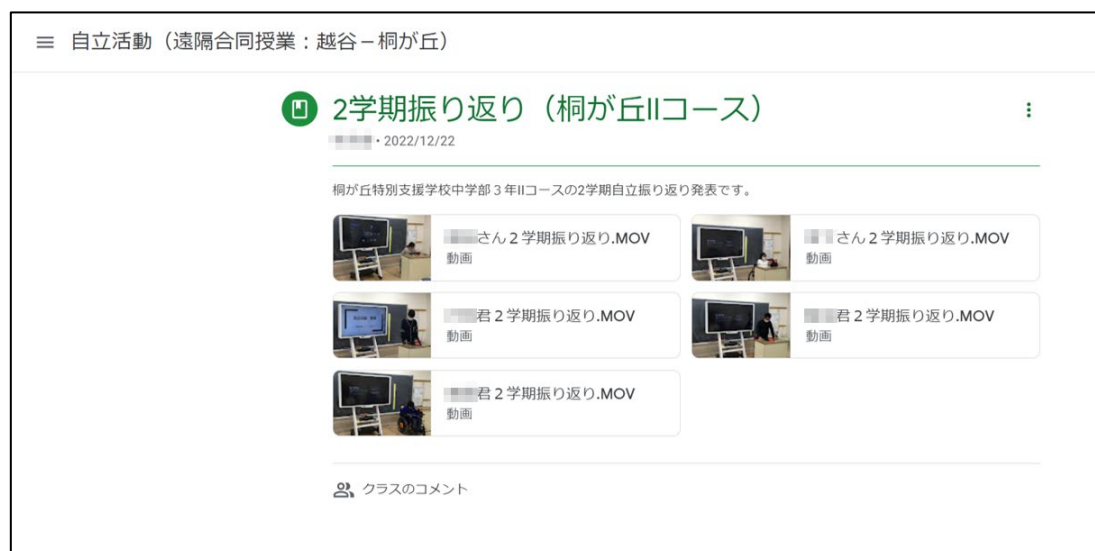 自立活動（遠隔合同授業：越谷－桐が丘）
2学期振り返り（桐が丘IIコース）
・2022/12/22
桐が丘特別支援学校中学部３年IIコースの2学期自立振り返り発表です。
さん２学期振り返り.MOV
動画
さん２学期振り返り.MOV
動画
君２学期振り返り.MOV
動画
君２学期振り返り.MOV
動画
君２学期振り返り.MOV
動画
クラスのコメント